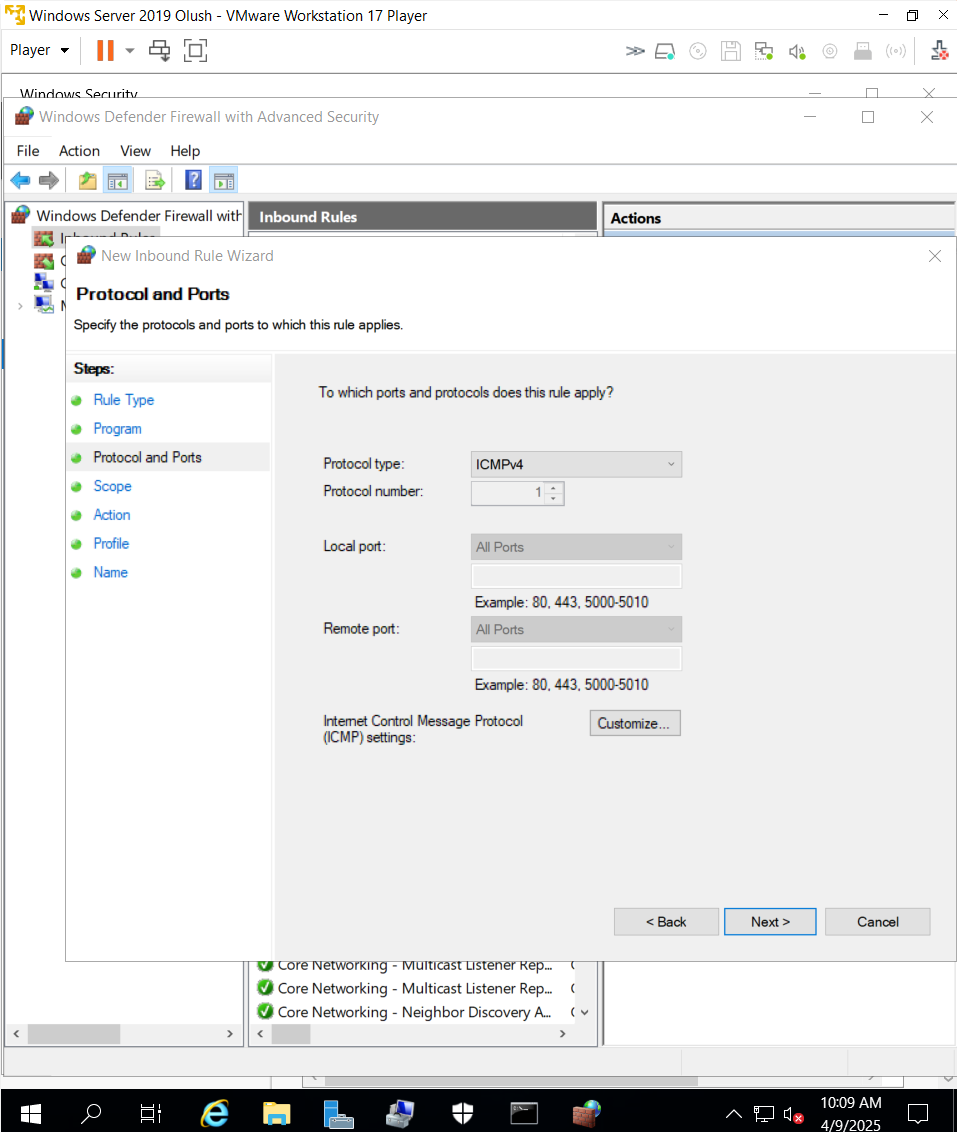 Windows Server 2019 Olush - VMware Workstation 17 Player
Player
Windows Security
Windows Defender Firewall with Advanced Security
File Action View Help
Windows Defender Firewall with
Inbound Rules
Actions
Inbound Rules
New Inbound Rule Wizard
Protocol and Ports
Specify the protocols and ports to which this rule applies.
Steps:
Rule Type
Program
Protocol and Ports
Scope
Action
Profile
Name
To which ports and protocols does this rule apply?
Protocol type: ICMPv4
Protocol number: 1
Local port: All Ports
Example: 80, 443, 5000-5010
Remote port: All Ports
Example: 80, 443, 5000-5010
Internet Control Message Protocol
(ICMP) settings:
Customize...
< Back Next > Cancel
Core Networking - Multicast Listener Rep...
Core Networking - Multicast Listener Rep...
Core Networking - Neighbor Discovery A...
10:09 AM
4/9/2025